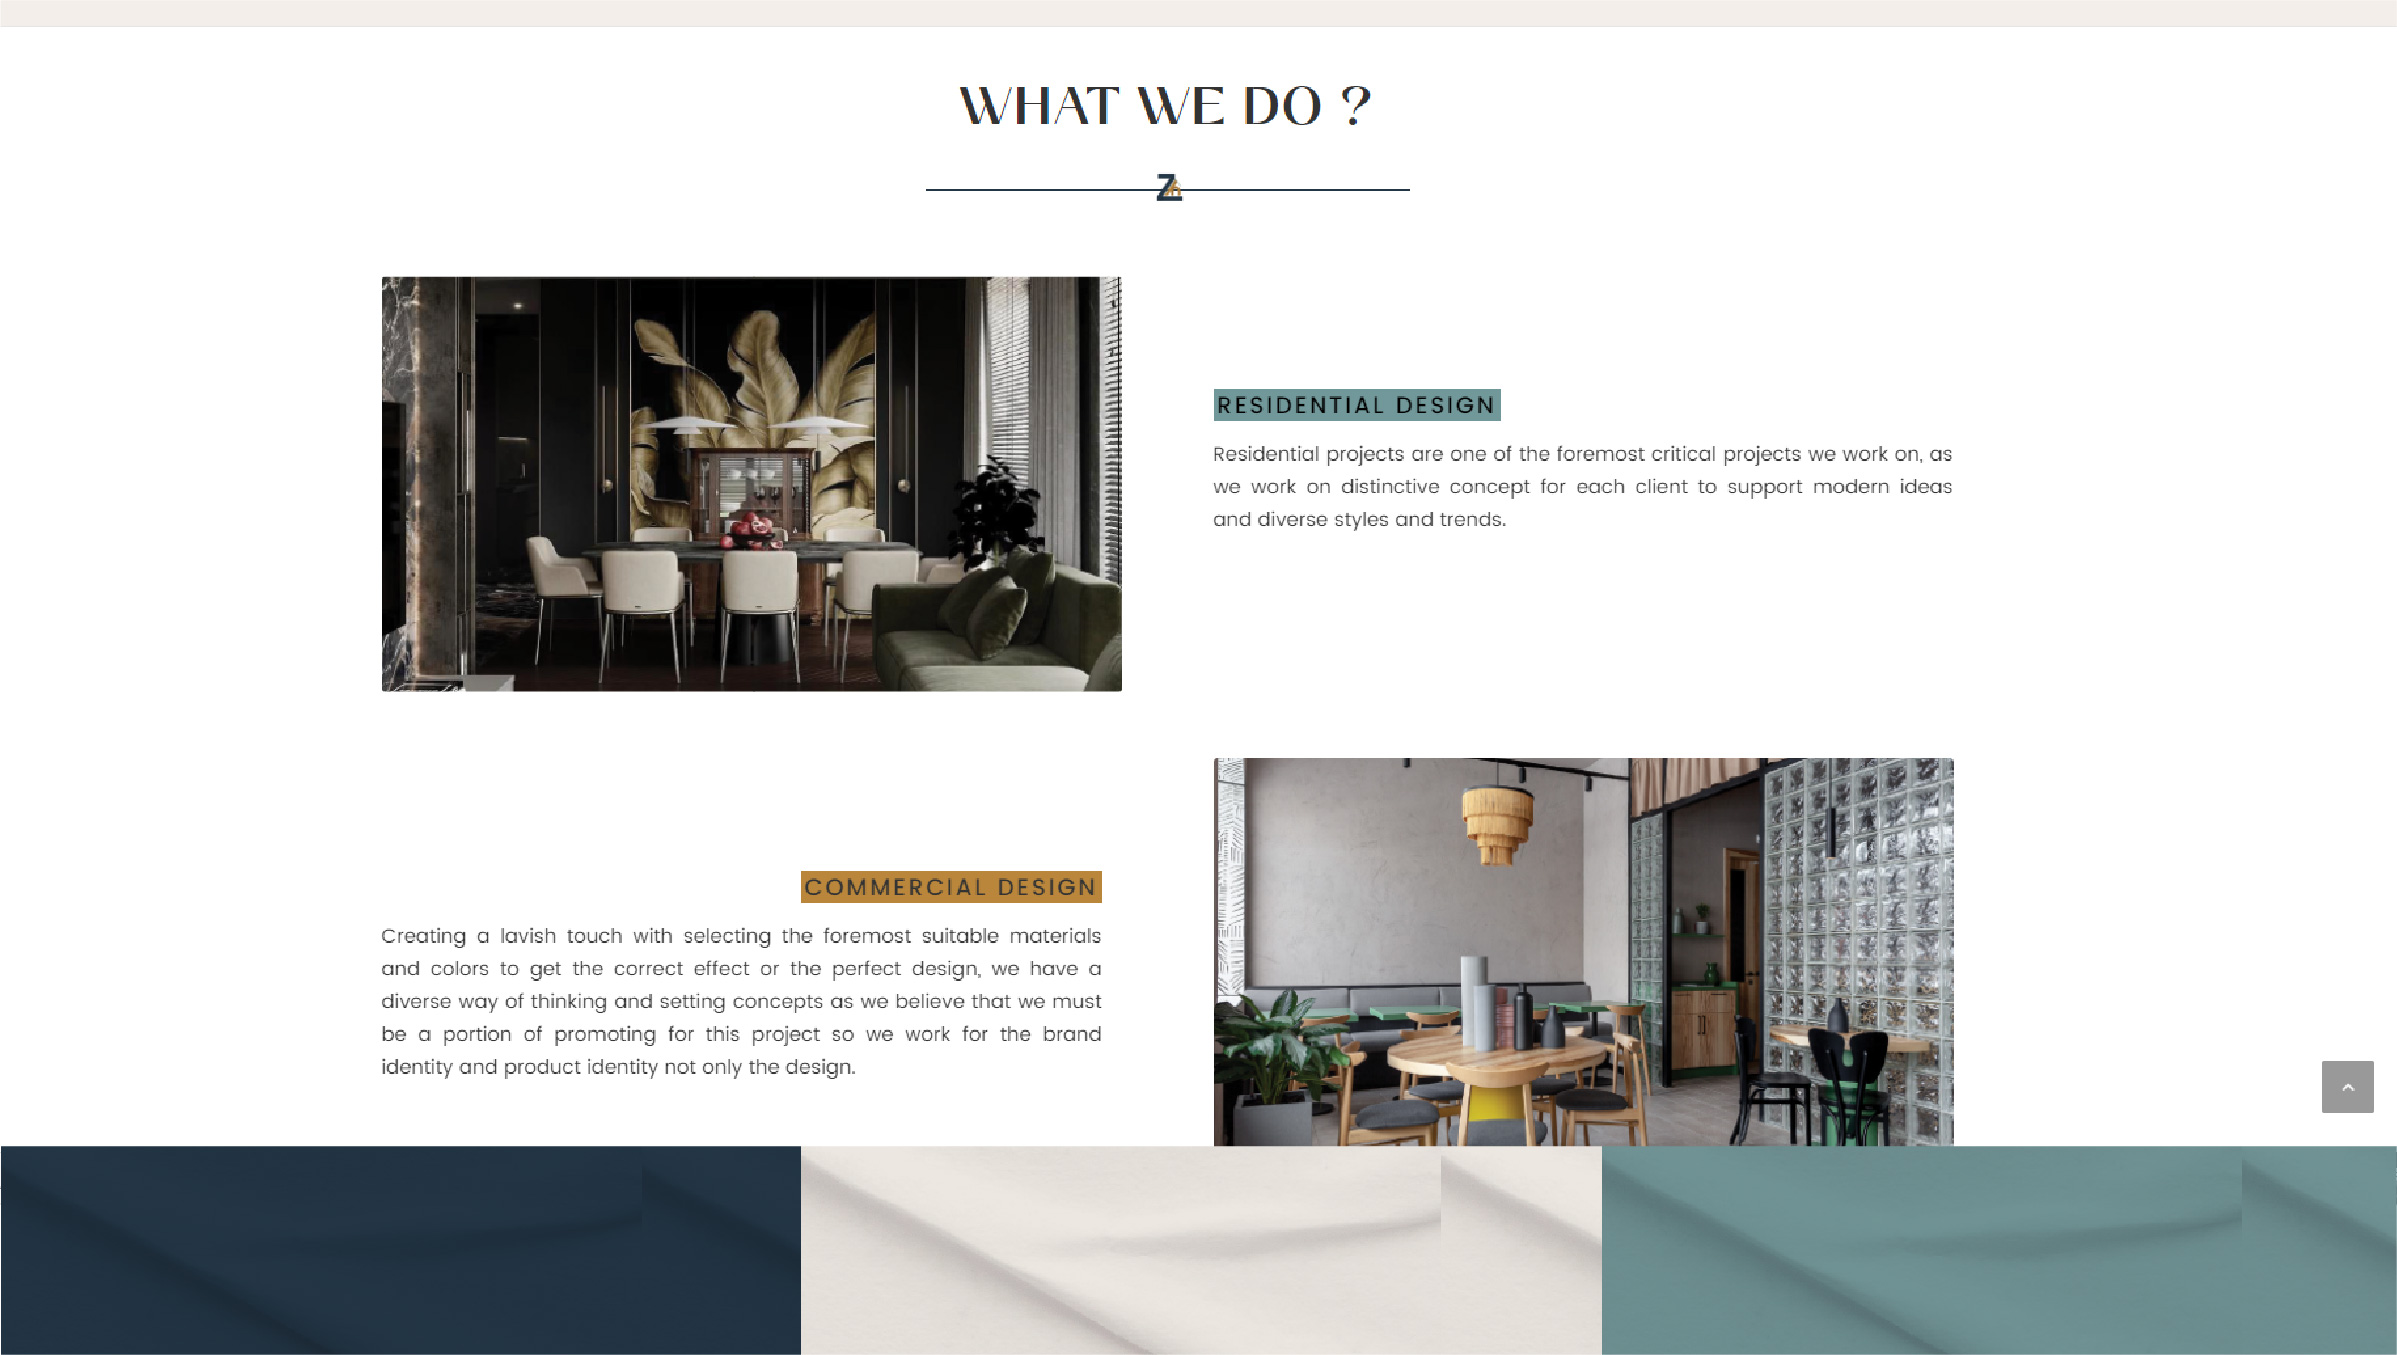 WHAT WE DO ?
Z
RESIDENTIAL DESIGN
Residential projects are one of the foremost critical projects we work on, as
we work on distinctive concept for each client to support modern ideas
and diverse styles and trends.
COMMERCIAL DESIGN
Creating a lavish touch with selecting the foremost suitable materials
and colors to get the correct effect or the perfect design, we have a
diverse way of thinking and setting concepts as we believe that we must
be a portion of promoting for this project so we work for the brand
identity and product identity not only the design.